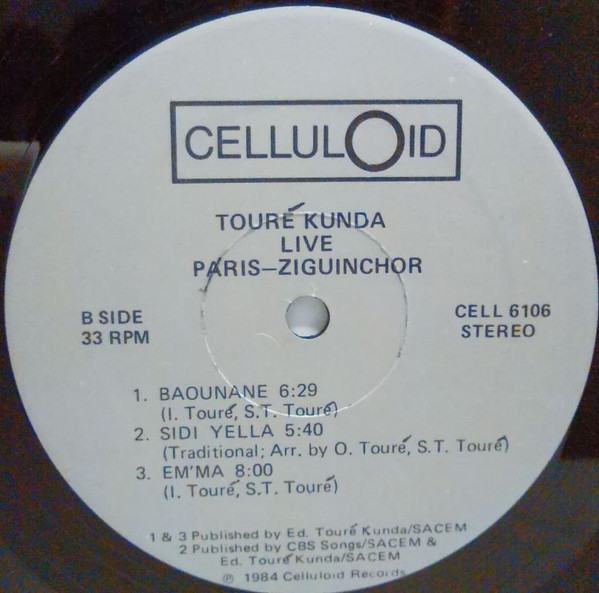 CELLULOID
TOURÉ KUNDA
LIVE
PARIS–ZIGUINCHOR
B SIDE
33 RPM
CELL 6106
STEREO
1. BAOUNANE 6:29
(I. Touré, S.T. Touré)
2. SIDI YELLA 5:40
(Traditional; Arr. by O. Touré, S.T. Touré)
3. EM'MA 8:00
(I. Touré, S.T. Touré)
1 & 3 Published by Ed. Touré Kunda/SACEM
2 Published by CBS Songs/SACEM &
Ed. Touré Kunda/SACEM
℗ 1984 Celluloid Records